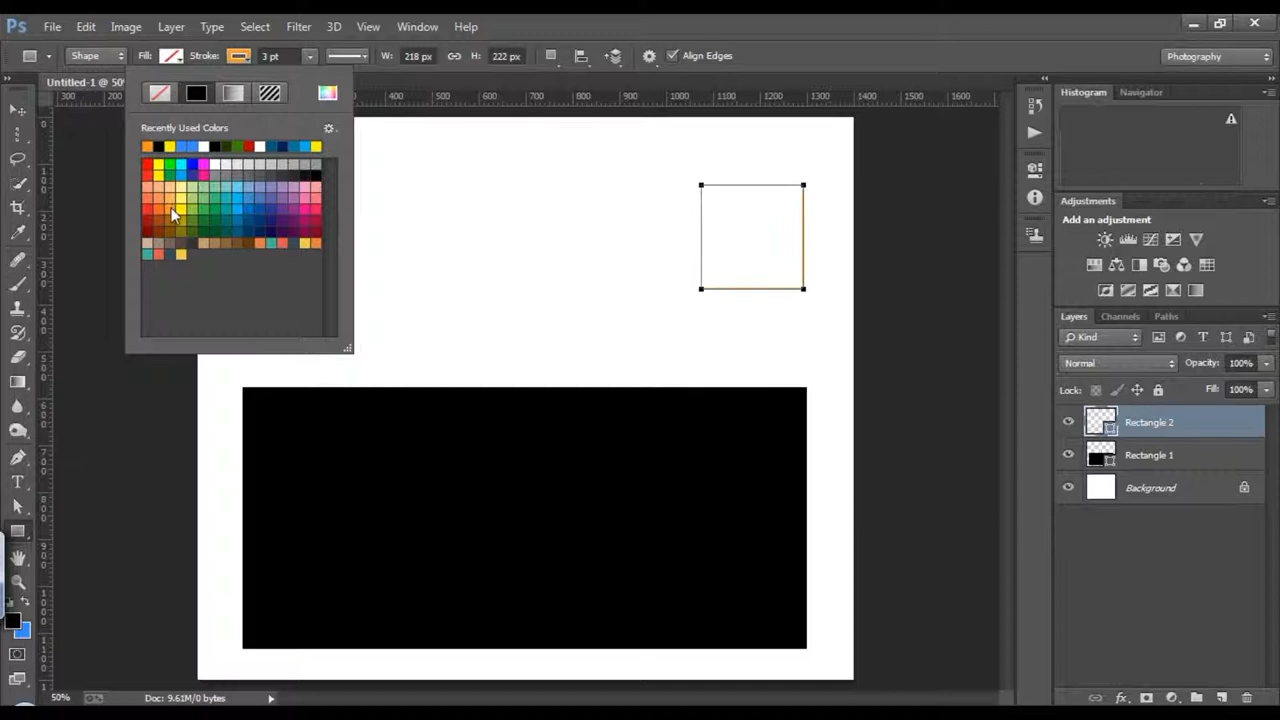 Ps File Edit Image Layer Type Select Filter 3D View Window Help
Shape Fill: Stroke: 3 pt W: 218 px H: 222 px Align Edges Photography
Untitled-1 @ 50%
300 200 300 400 500 600 700 800 900 1000 1100 1200 1300 1400 1500 1600
Recently Used Colors
Histogram Navigator
Adjustments
Add an adjustment
Layers Channels Paths
Kind
Normal Opacity: 100%
Lock: Fill: 100%
Rectangle 2
Rectangle 1
Background
50% Doc: 9.61M/0 bytes